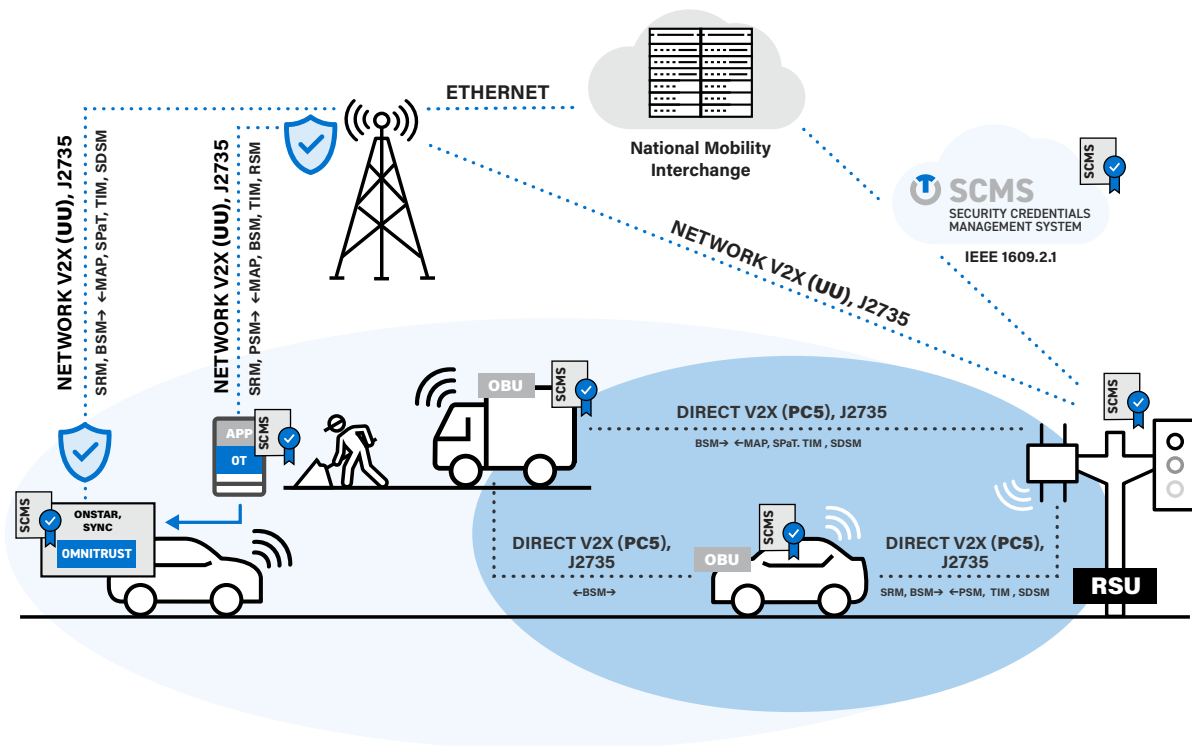 ETHERNET
National Mobility
Interchange
SCMS
SCMS
SECURITY CREDENTIALS
MANAGEMENT SYSTEM
IEEE 1609.2.1
NETWORK V2X (UU), J2735
SRM, BSM→ ←MAP, SPaT, TIM, SDSM
NETWORK V2X (UU), J2735
SRM, PSM→ ←MAP, BSM, TIM, RSM
NETWORK V2X (UU), J2735
OBU
SCMS
SCMS
DIRECT V2X (PC5), J2735
BSM→ ←MAP, SPaT. TIM , SDSM
APP
OT
SCMS
SCMS
ONSTAR,
SYNC
OMNITRUST
DIRECT V2X (PC5),
J2735
←BSM→
OBU
SCMS
DIRECT V2X (PC5),
J2735
SRM, BSM→ ←PSM, TIM , SDSM
RSU